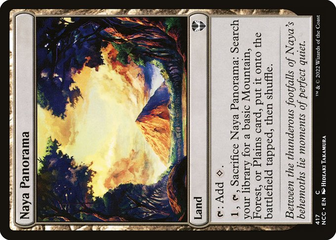 Naya Panorama
Land
T: Add C.
1, T, Sacrifice Naya Panorama: Search
your library for a basic Mountain,
Forest, or Plains card, put it onto the
battlefield tapped, then shuffle.
Between the thunderous footfalls of Naya's
behemoths lie moments of perfect quiet.
417 C
NCC • EN HIDEAKI TAKAMURA
™ & © 2022 Wizards of the Coast